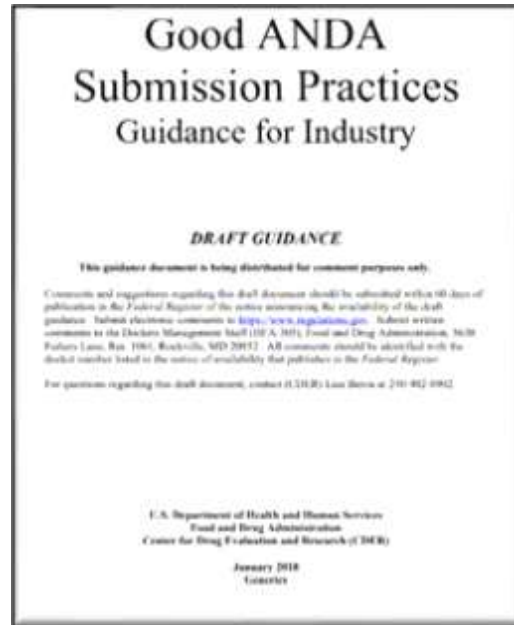 Good ANDA
Submission Practices
Guidance for Industry
DRAFT GUIDANCE
This guidance document is being distributed for comment purposes only.
Comments and suggestions regarding this draft document should be submitted within 60 days of
publication in the Federal Register of the notice announcing the availability of the draft
guidance. Submit electronic comments to https://www.regulations.gov. Submit written
comments to the Dockets Management Staff (HFA-305), Food and Drug Administration, 5630
Fishers Lane, Rm. 1061, Rockville, MD 20852. All comments should be identified with the
docket number listed in the notice of availability that publishes in the Federal Register.
For questions regarding this draft document, contact (CDER)
U.S. Department of Health and Human Services
Food and Drug Administration
Center for Drug Evaluation and Research (CDER)
January 2018
Generics